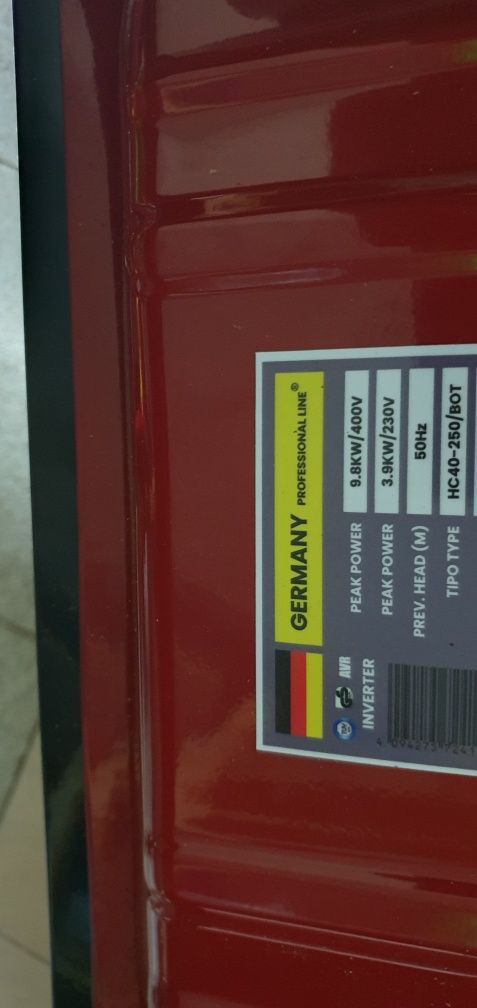 GERMANY PROFESSIONAL LINE®
AVR
INVERTER
PEAK POWER 9.8KW/400V
PEAK POWER 3.9KW/230V
PREV. HEAD (M) 50Hz
TIPO TYPE HC40-250/BOT